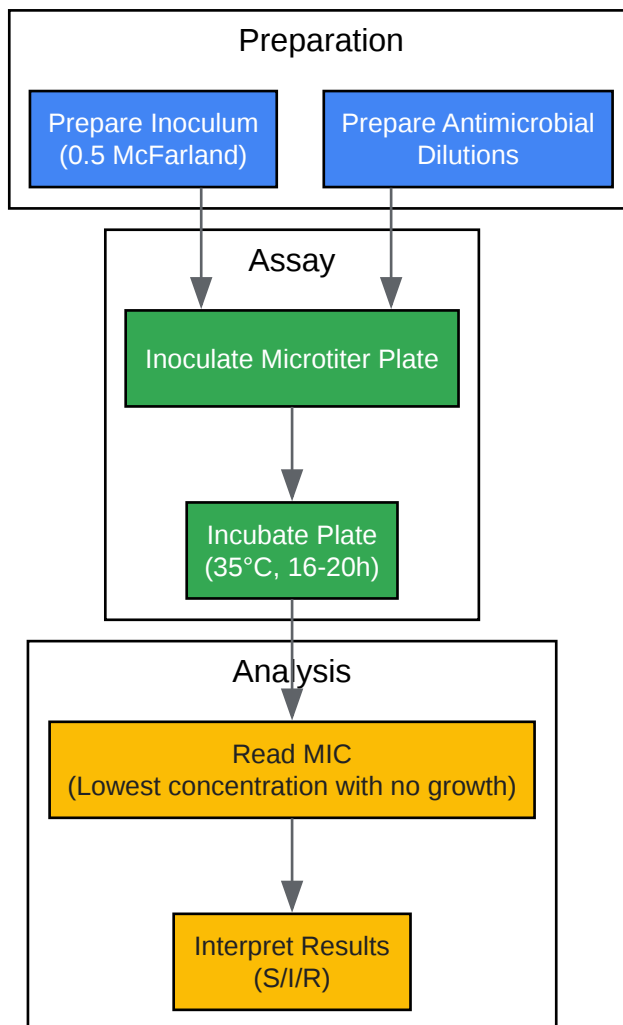 Preparation
Prepare Inoculum
(0.5 McFarland)
Prepare Antimicrobial
Dilutions
Assay
Inoculate Microtiter Plate
Incubate Plate
(35°C, 16-20h)
Analysis
Read MIC
(Lowest concentration with no growth)
Interpret Results
(S/I/R)